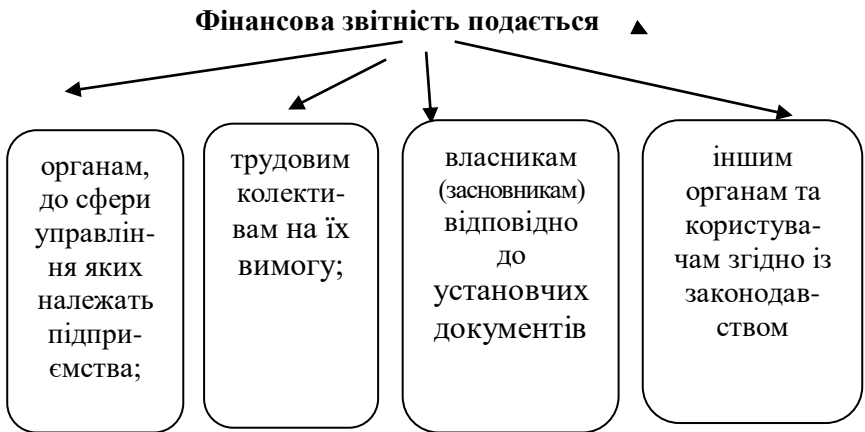 Фінансова звітність подається
органам,
до сфери
управлін-
ня яких
належать
підпри-
ємства;
трудовим
колекти-
вам на їх
вимогу;
власникам
(засновникам)
відповідно
до
установчих
документів
іншим
органам та
користува-
чам згідно із
законодав-
ством